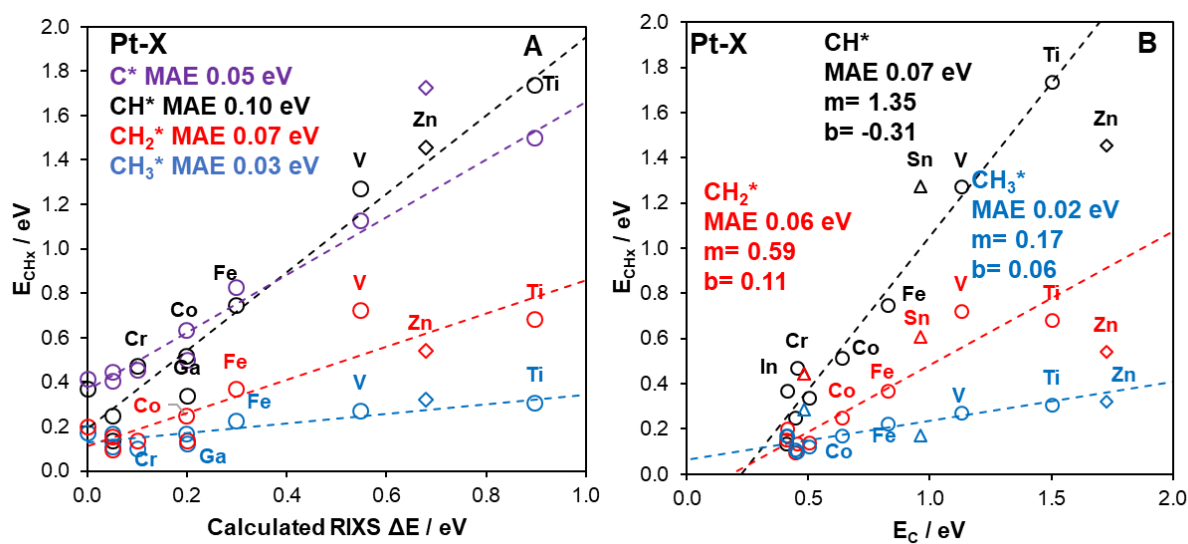 Pt-X
A
C* MAE 0.05 eV
CH* MAE 0.10 eV
CH₂* MAE 0.07 eV
CH₃* MAE 0.03 eV
2.0
1.8
1.6
1.4
1.2
1.0
0.8
0.6
0.4
0.2
0.0
E_CHx / eV
Ti
Zn
V
Fe
Co
Cr
Ga
Ti
Zn
V
Fe
Co
Ti
V
Fe
Cr
Ga
0.0 0.2 0.4 0.6 0.8 1.0
Calculated RIXS ΔE / eV
Pt-X
B
CH*
MAE 0.07 eV
m= 1.35
b= -0.31
CH₂*
MAE 0.06 eV
m= 0.59
b= 0.11
CH₃*
MAE 0.02 eV
m= 0.17
b= 0.06
2.0
1.8
1.6
1.4
1.2
1.0
0.8
0.6
0.4
0.2
0.0
E_CHx / eV
Ti
Zn
Sn
V
Fe
Cr
Co
In
V
Ti
Sn
Zn
Fe
Co
Ti
Zn
V
Fe
Co
0.0 0.5 1.0 1.5 2.0
E_C / eV